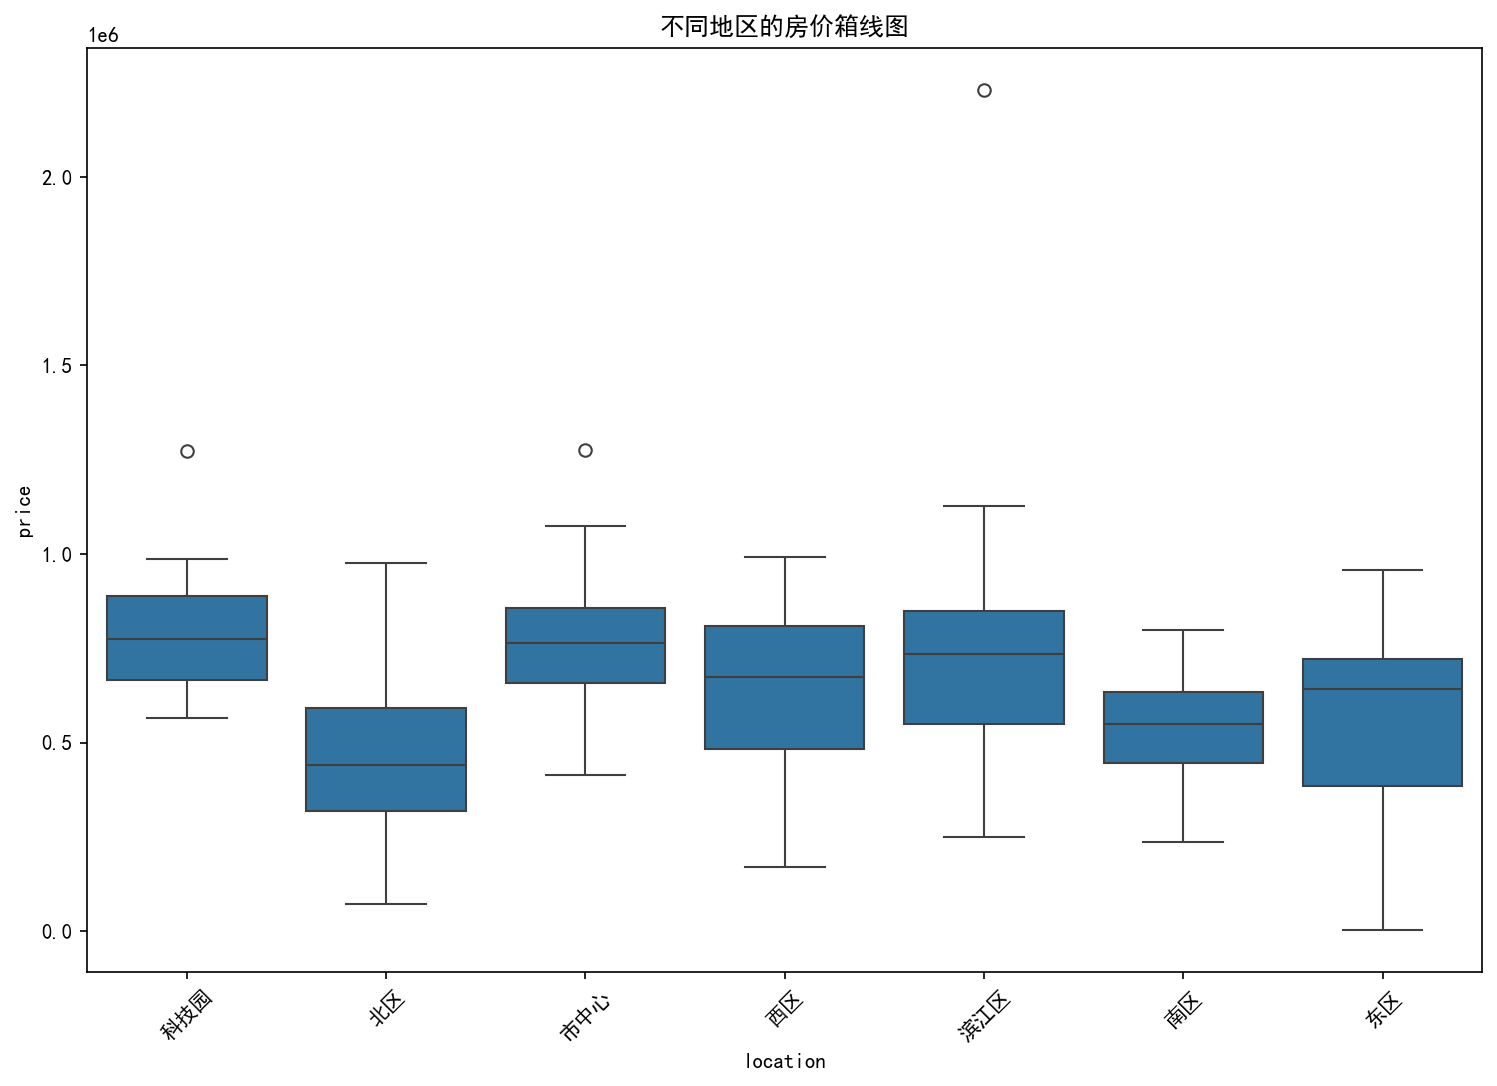 不同地区的房价箱线图
1e6
2.0
1.5
1.0
0.5
0.0
price
科技园
北区
市中心
西区
滨江区
南区
东区
location